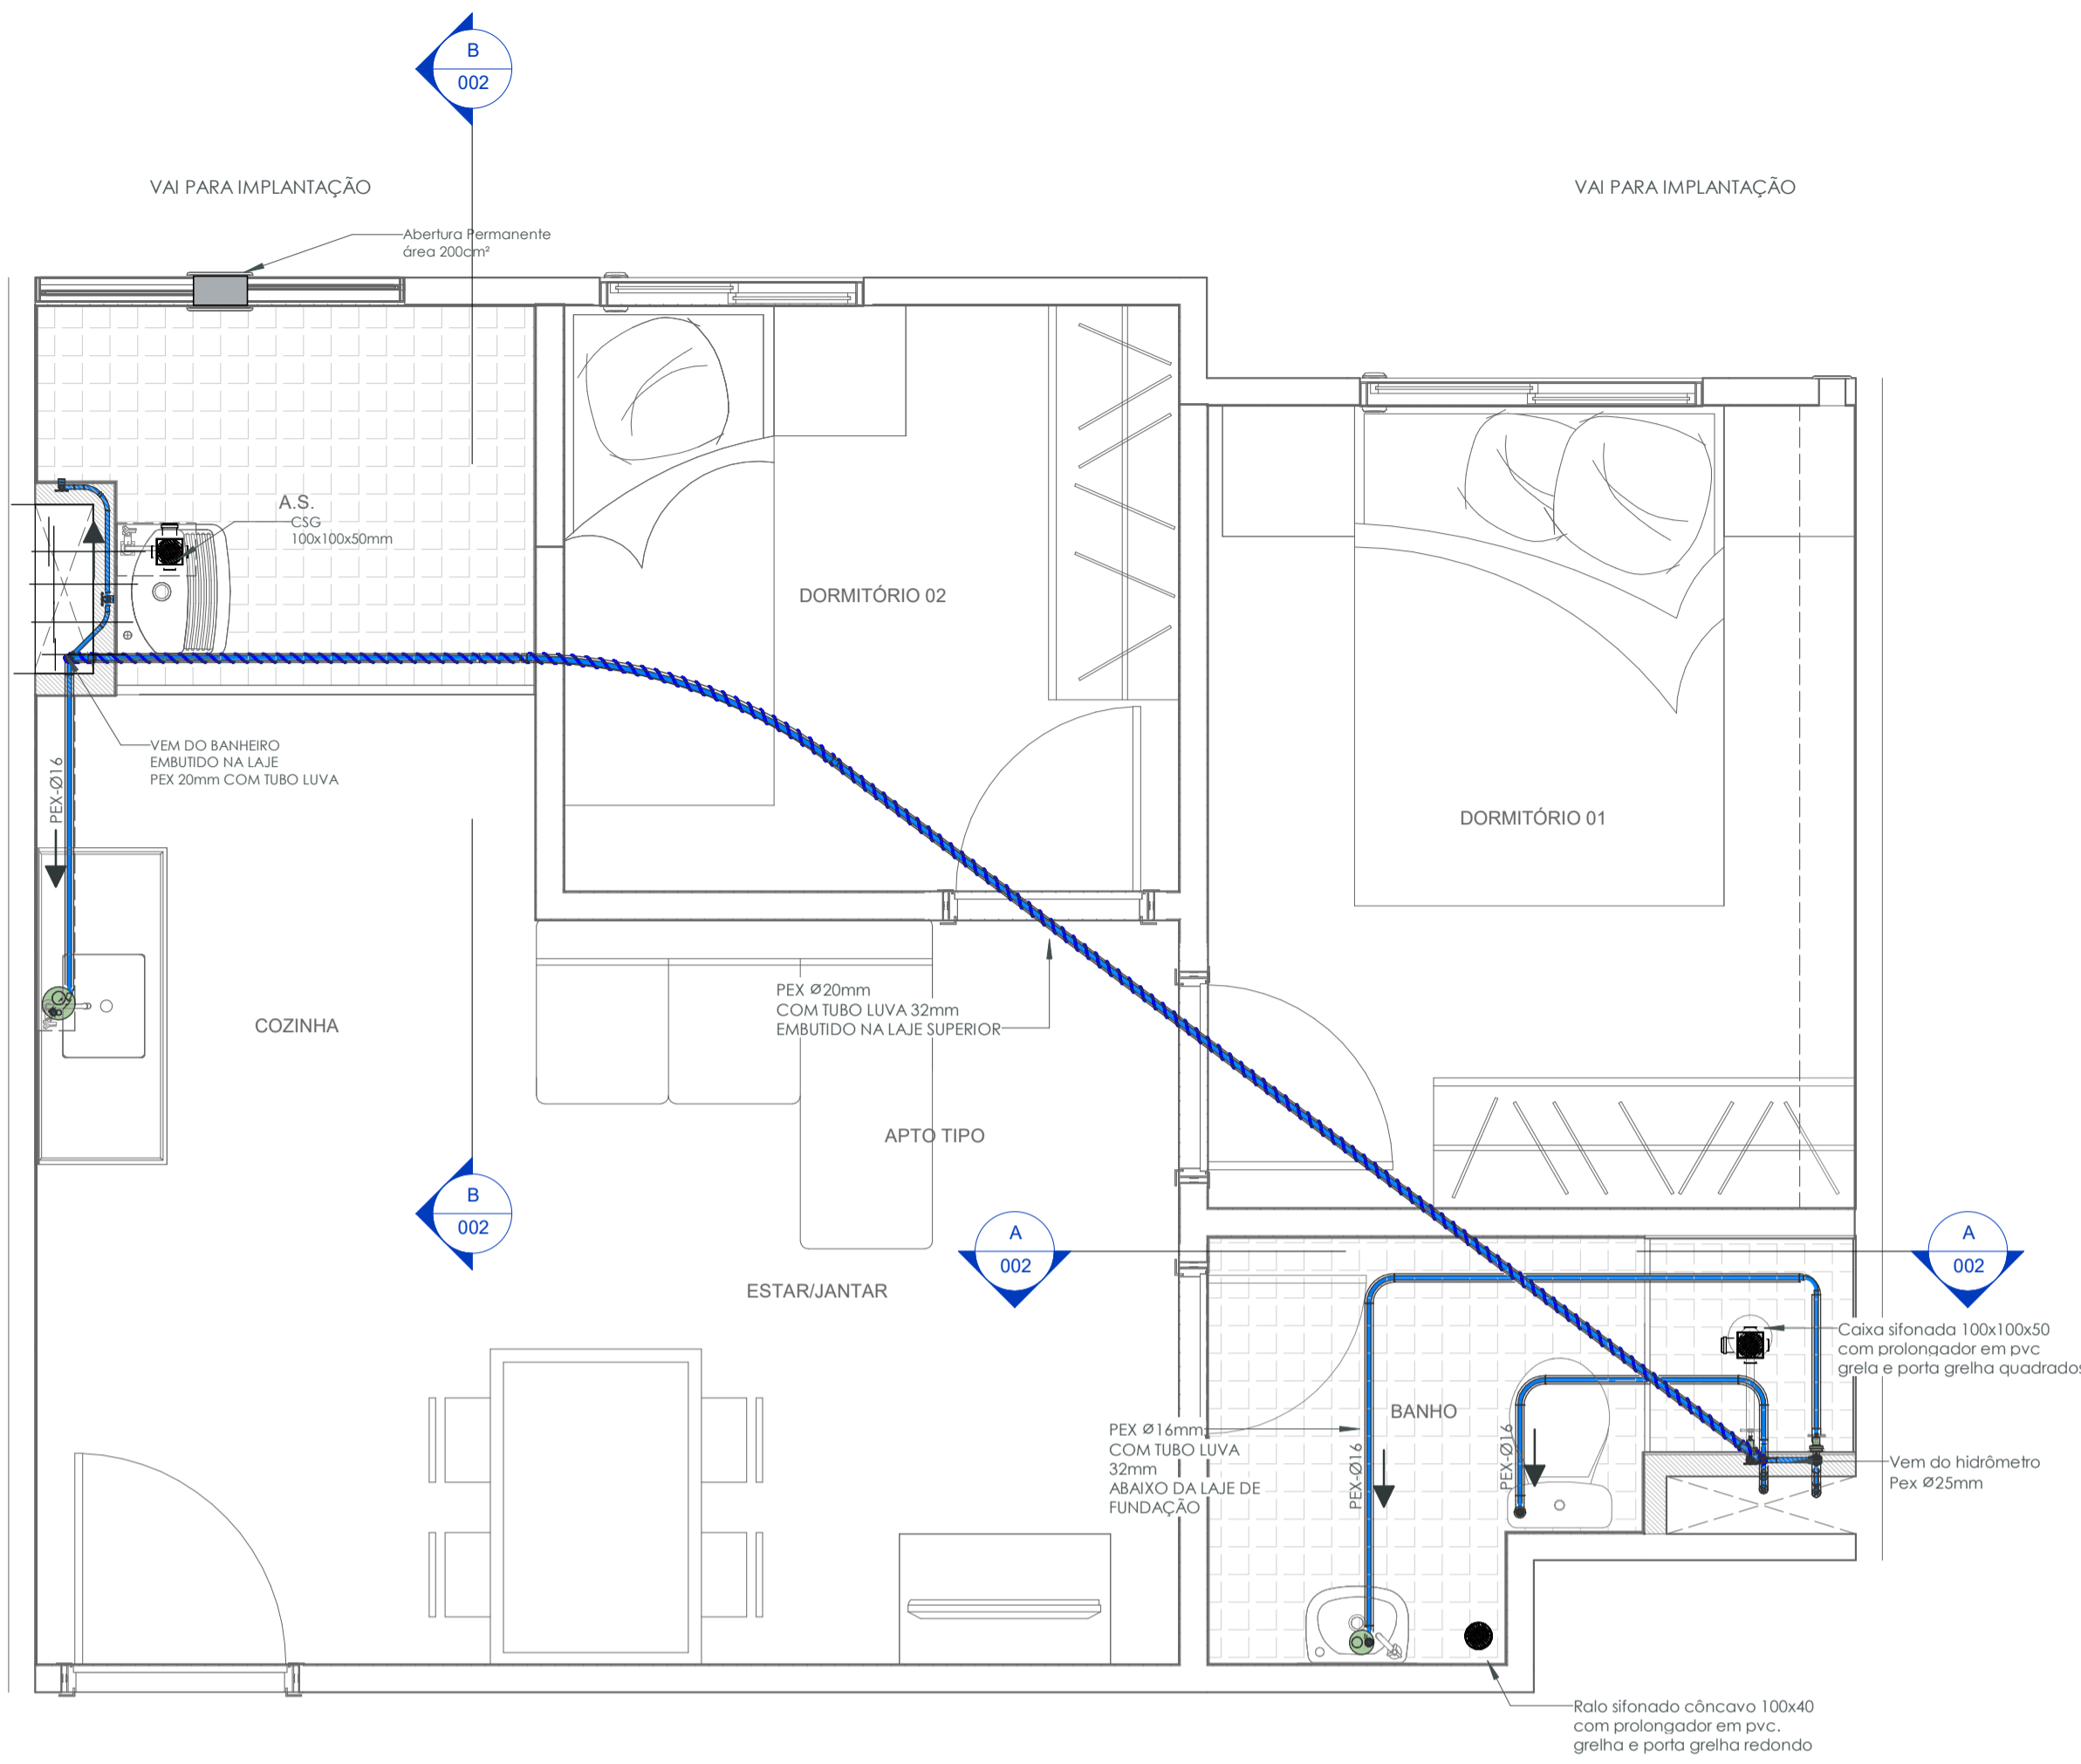 B
002
VAI PARA IMPLANTAÇÃO
VAI PARA IMPLANTAÇÃO
Abertura Permanente
área 200cm²
A.S.
CSG
100x100x50mm
DORMITÓRIO 02
VEM DO BANHEIRO
EMBUTIDO NA LAJE
PEX 20mm COM TUBO LUVA
PEX-Ø16
DORMITÓRIO 01
PEX Ø20mm
COM TUBO LUVA 32mm
EMBUTIDO NA LAJE SUPERIOR
COZINHA
APTO TIPO
B
002
A
002
A
002
ESTAR/JANTAR
Caixa sifonada 100x100x50
com prolongador em pvc
grela e porta grelha quadrados
BANHO
PEX Ø16mm
COM TUBO LUVA
32mm
ABAIXO DA LAJE DE
FUNDAÇÃO
PEX-Ø16
PEX-Ø16
Vem do hidrômetro
Pex Ø25mm
Ralo sifonado côncavo 100x40
com prolongador em pvc.
grelha e porta grelha redondo